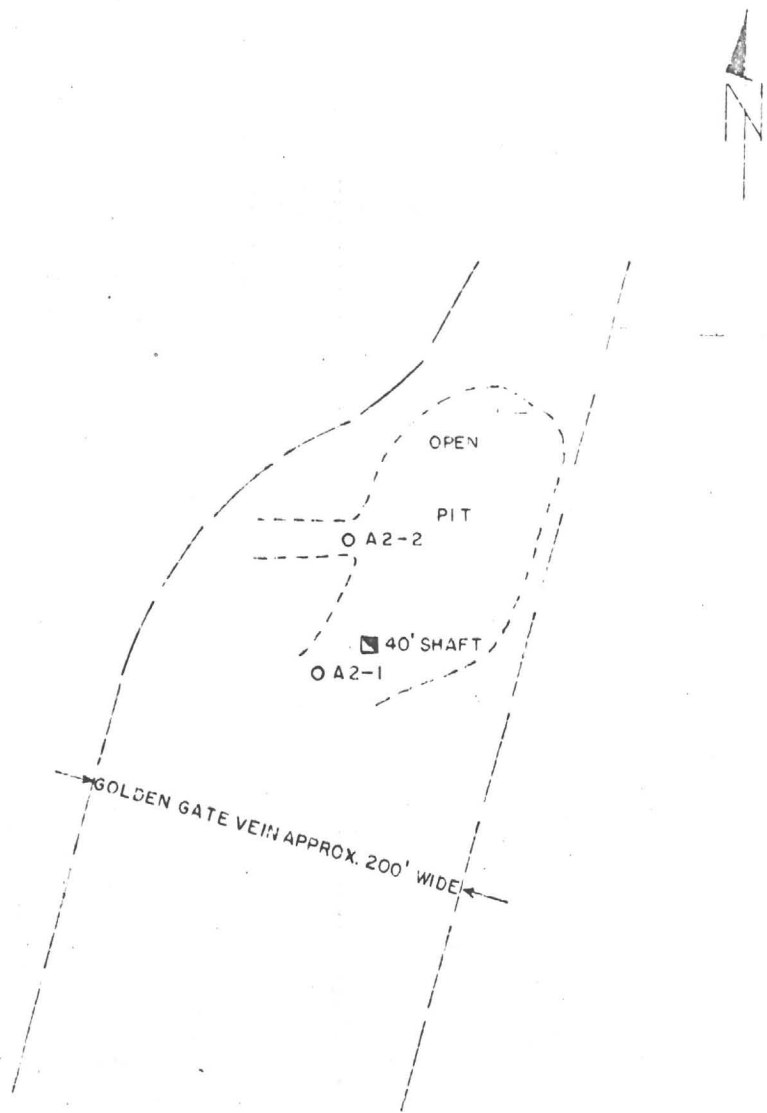 N
OPEN
PIT
A2-2
40' SHAFT
A2-1
GOLDEN GATE VEIN APPROX. 200' WIDE